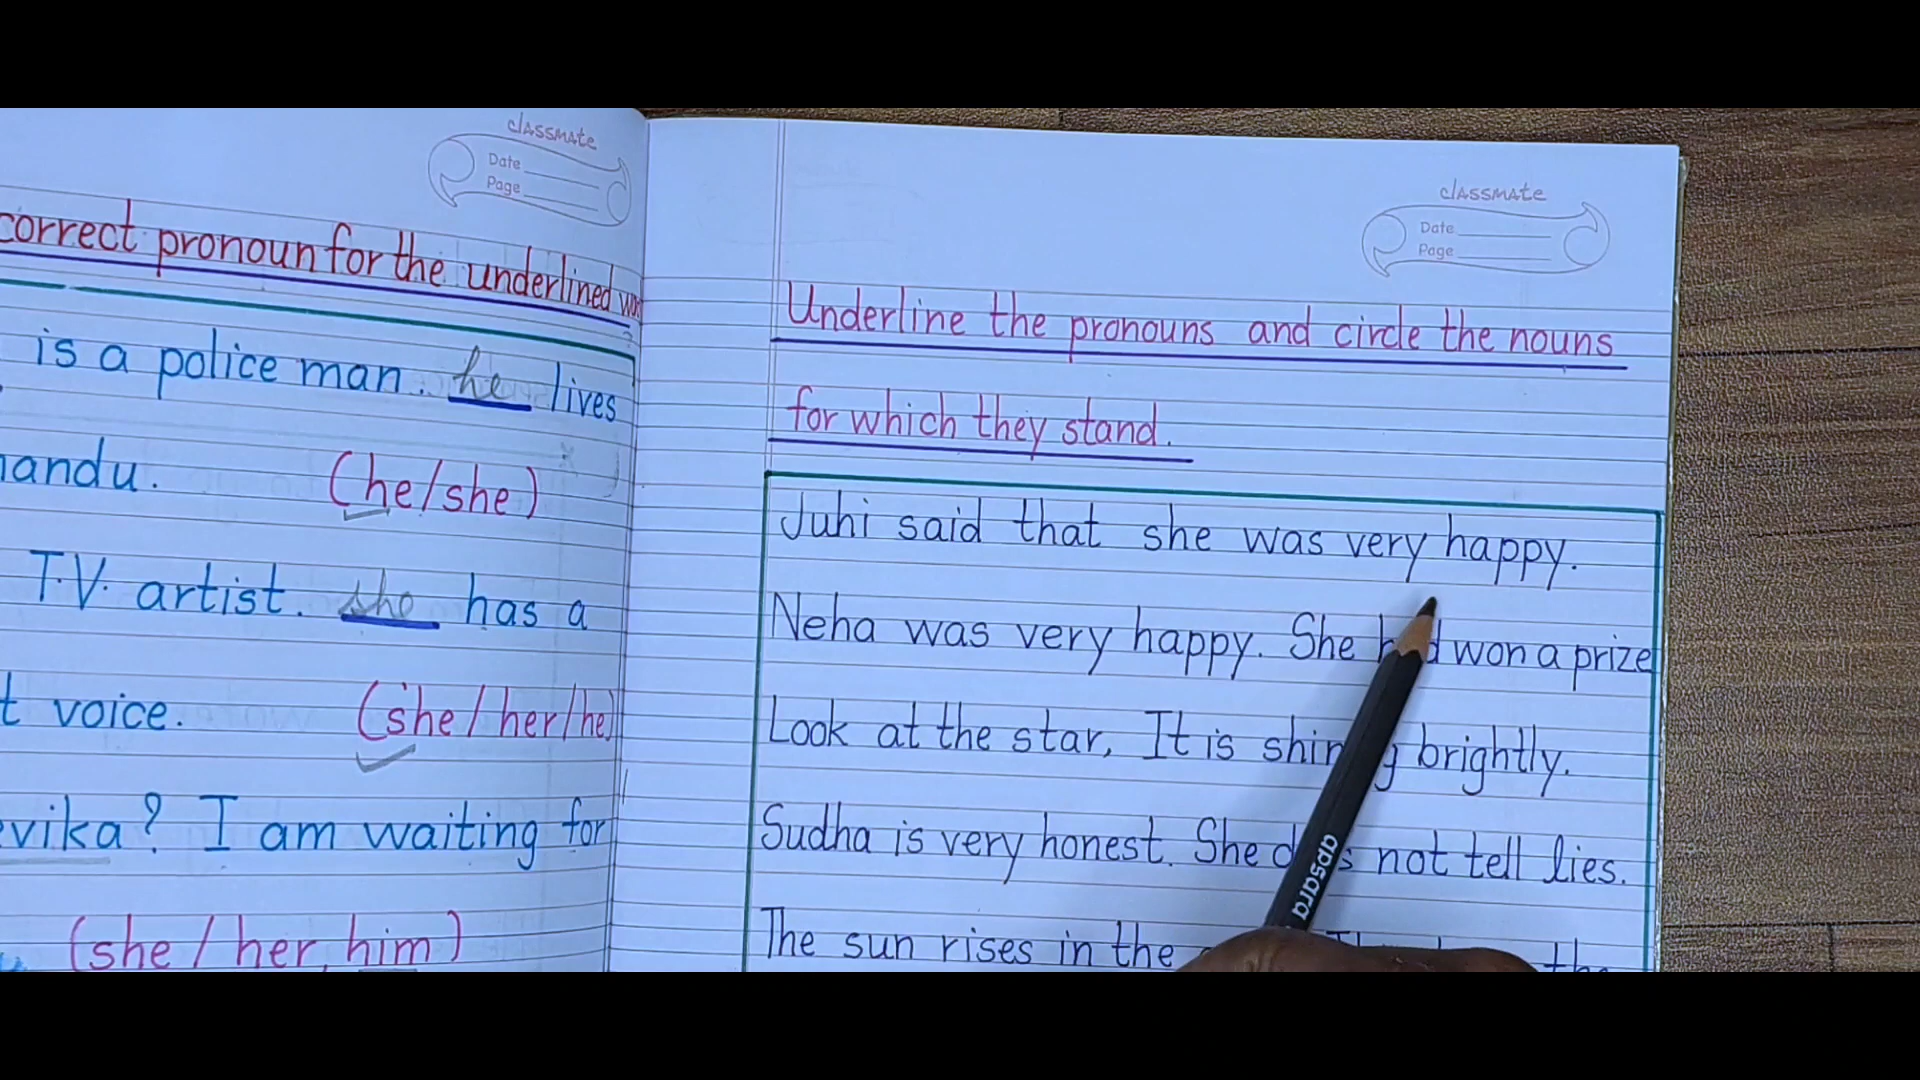 classmate
Date
Page
correct pronoun for the underlined
is a police man. he lives
andu.
(he/she)
T.V. artist. she has a
t voice.
(she/her/he)
vika? I am waiting for
(she/her, him)
classmate
Date
Page
Underline the pronouns and circle the nouns
for which they stand.
Juhi said that she was very happy.
Neha was very happy. She won a prize
Look at the star, It is brightly.
Sudha is very honest. She not tell lies.
The sun rises in the
apsara